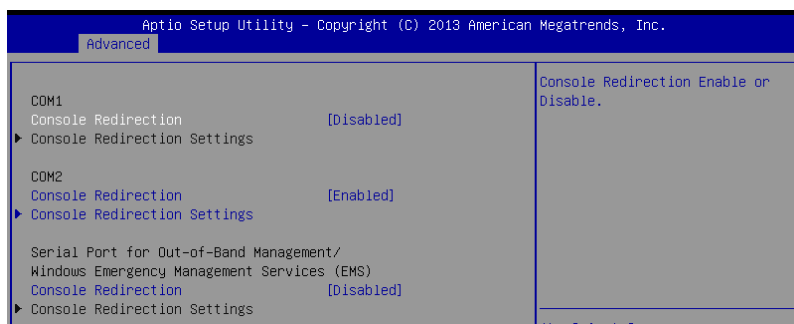 Aptio Setup Utility – Copyright (C) 2013 American Megatrends, Inc.
Advanced
COM1
Console Redirection [Disabled]
Console Redirection Settings
COM2
Console Redirection [Enabled]
Console Redirection Settings
Serial Port for Out-of-Band Management/
Windows Emergency Management Services (EMS)
Console Redirection [Disabled]
Console Redirection Settings
Console Redirection Enable or
Disable.